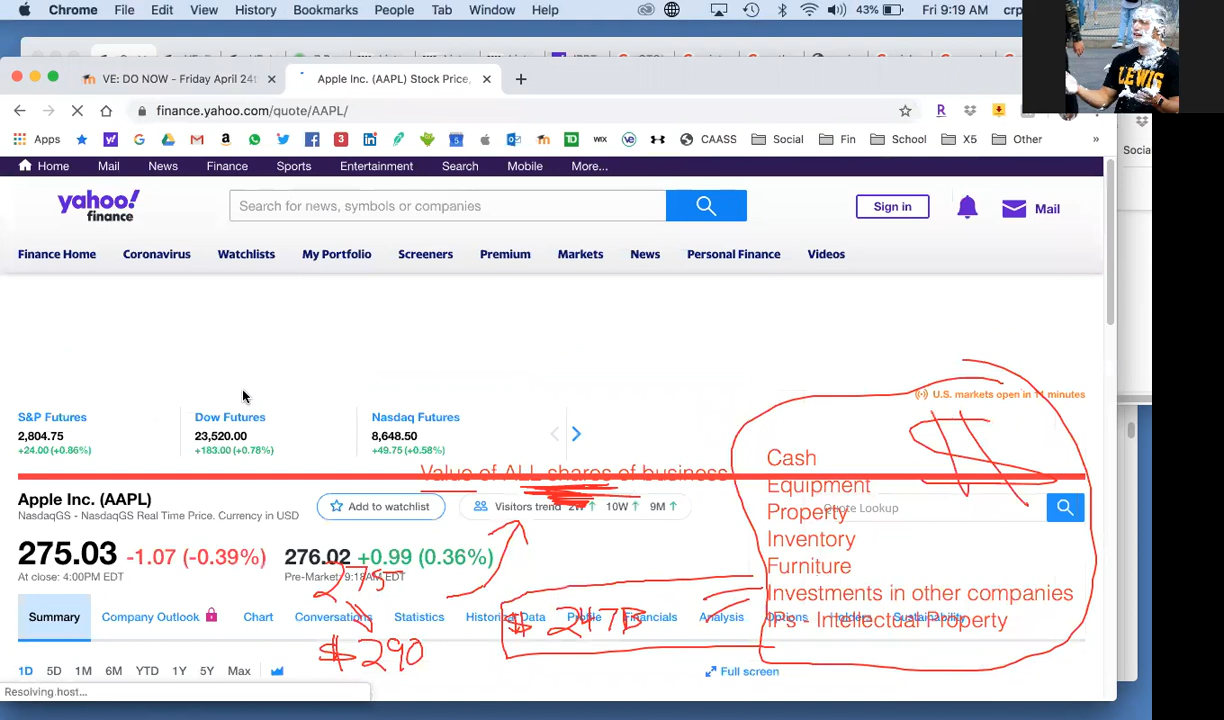 Chrome File Edit View History Bookmarks People Tab Window Help 43% Fri 9:19 AM crp
VE: DO NOW - Friday April 24th
Apple Inc. (AAPL) Stock Price,
finance.yahoo.com/quote/AAPL/
Apps CAASS Social Fin School X5 Other »
Socia
Home Mail News Finance Sports Entertainment Search Mobile More...
yahoo!
finance
Search for news, symbols or companies
Sign in
Mail
Finance Home Coronavirus Watchlists My Portfolio Screeners Premium Markets News Personal Finance Videos
LEWIS
U.S. markets open in 11 minutes
S&P Futures
2,804.75
+24.00 (+0.86%)
Dow Futures
23,520.00
+183.00 (+0.78%)
Nasdaq Futures
8,648.50
+49.75 (+0.58%)
$
Value of ALL shares of business
Cash
Equipment
Property
Inventory
Furniture
Investments in other companies
IPs - Intellectual Property
Apple Inc. (AAPL)
NasdaqGS - NasdaqGS Real Time Price. Currency in USD
Add to watchlist
Visitors trend 2W↑ 10W↑ 9M↑
Quote Lookup
275.03 -1.07 (-0.39%)
At close: 4:00PM EDT
276.02 +0.99 (0.36%)
Pre-Market: 9:18AM EDT
275
$290
$ 247B
Summary Company Outlook Chart Conversations Statistics Historical Data Profile Financials Analysis Options Holders Sustainability
1D 5D 1M 6M YTD 1Y 5Y Max
Full screen
Resolving host...